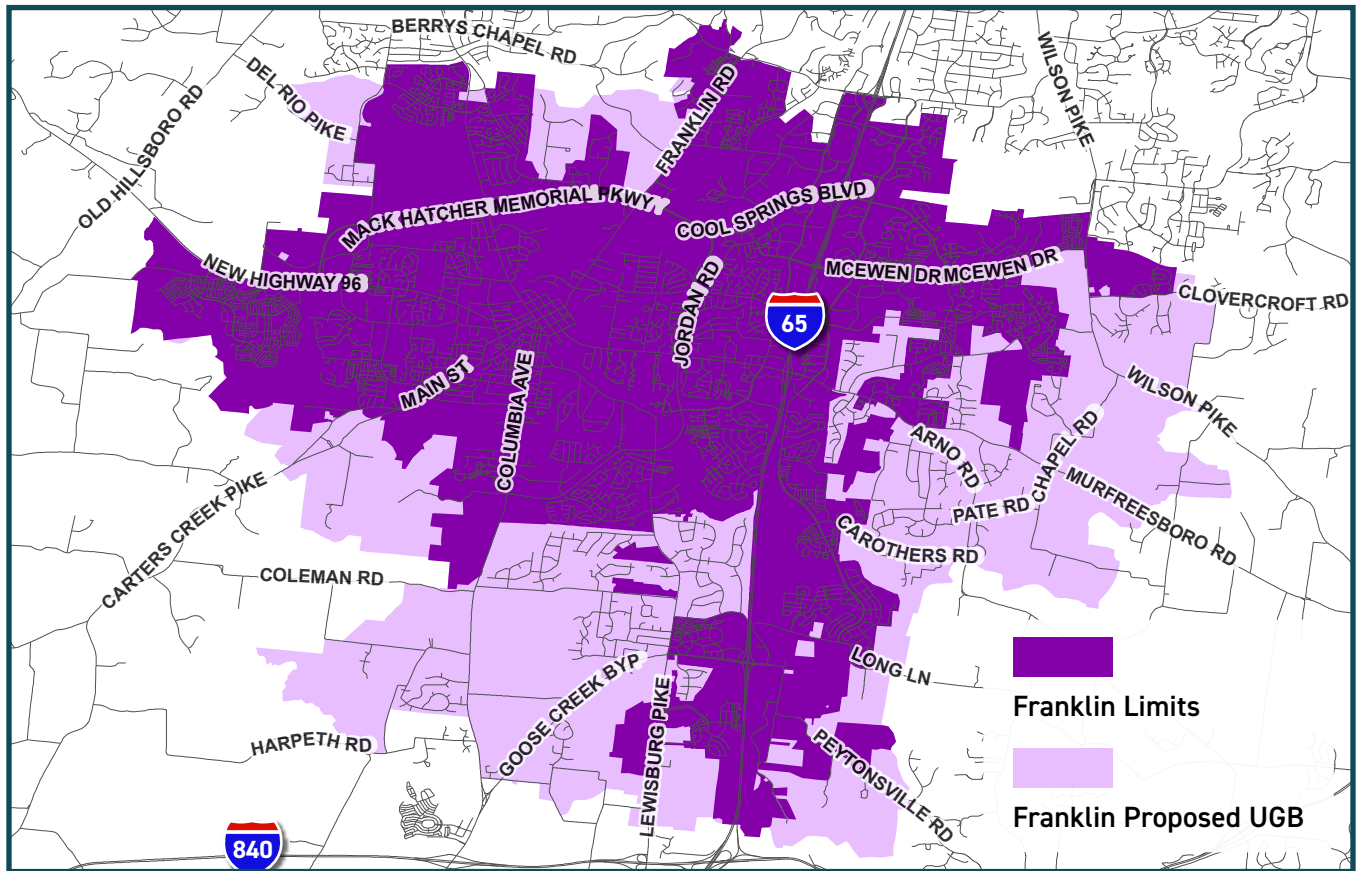 BERRYS CHAPEL RD
WILSON PIKE
DEL RIO PIKE
FRANKLIN RD
OLD HILLSBORO RD
MACK HATCHER MEMORIAL PKWY
COOL SPRINGS BLVD
NEW HIGHWAY 96
MCEWEN DR
MCEWEN DR
CLOVERCROFT RD
65
JORDAN RD
MAIN ST
COLUMBIA AVE
WILSON PIKE
ARNO RD
CHAPEL RD
MURFREESBORO RD
PATE RD
CARTERS CREEK PIKE
CAROTHERS RD
COLEMAN RD
LONG LN
GOOSE CREEK BYP
LEWISBURG PIKE
HARPETH RD
PEYTONSVILLE RD
840
Franklin Limits
Franklin Proposed UGB